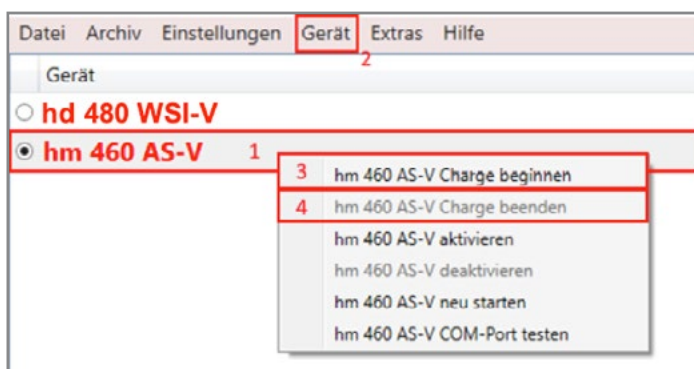 Datei Archiv Einstellungen Gerät Extras Hilfe
2
Gerät
hd 480 WSI-V
hm 460 AS-V 1
3 hm 460 AS-V Charge beginnen
4 hm 460 AS-V Charge beenden
hm 460 AS-V aktivieren
hm 460 AS-V deaktivieren
hm 460 AS-V neu starten
hm 460 AS-V COM-Port testen